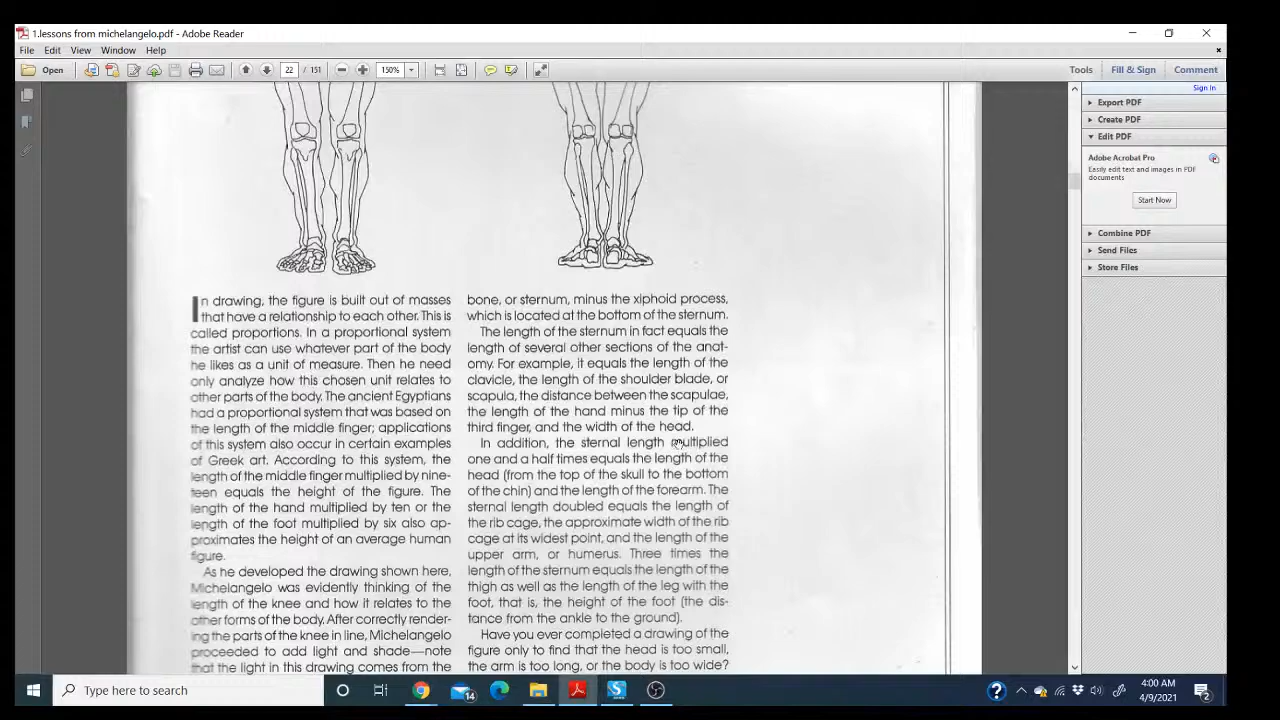 1.lessons from michelangelo.pdf - Adobe Reader
File Edit View Window Help
Open 22 / 151 150% Tools Fill & Sign Comment
Sign In
Export PDF
Create PDF
Edit PDF
Adobe Acrobat Pro
Easily edit text and images in PDF
documents
Start Now
Combine PDF
Send Files
Store Files
In drawing, the figure is built out of masses
that have a relationship to each other. This is
called proportions. In a proportional system
the artist can use whatever part of the body
he likes as a unit of measure. Then he need
only analyze how this chosen unit relates to
other parts of the body. The ancient Egyptians
had a proportional system that was based on
the length of the middle finger; applications
of this system also occur in certain examples
of Greek art. According to this system, the
length of the middle finger multiplied by nine-
teen equals the height of the figure. The
length of the hand multiplied by ten or the
length of the foot multiplied by six also ap-
proximates the height of an average human
figure.
As he developed the drawing shown here,
Michelangelo was evidently thinking of the
length of the knee and how it relates to the
other forms of the body. After correctly render-
ing the parts of the knee in line, Michelangelo
proceeded to add light and shade—note
that the light in this drawing comes from the
bone, or sternum, minus the xiphoid process,
which is located at the bottom of the sternum.
The length of the sternum in fact equals the
length of several other sections of the anat-
omy. For example, it equals the length of the
clavicle, the length of the shoulder blade, or
scapula, the distance between the scapulae,
the length of the hand minus the tip of the
third finger, and the width of the head.
In addition, the sternal length multiplied
one and a half times equals the length of the
head (from the top of the skull to the bottom
of the chin) and the length of the forearm. The
sternal length doubled equals the length of
the rib cage, the approximate width of the rib
cage at its widest point, and the length of the
upper arm, or humerus. Three times the
length of the sternum equals the length of the
thigh as well as the length of the leg with the
foot, that is, the height of the foot (the dis-
tance from the ankle to the ground).
Have you ever completed a drawing of the
figure only to find that the head is too small,
the arm is too long, or the body is too wide?
Type here to search
14
4:00 AM
4/9/2021
2